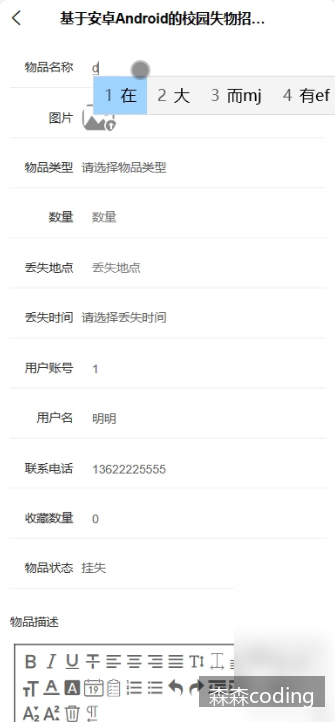 基于安卓Android的校园失物招...
物品名称 d
1 在 2 大 3 而mj 4 有ef
图片
物品类型 请选择物品类型
数量 数量
丢失地点 丢失地点
丢失时间 请选择丢失时间
用户账号 1
用户名 明明
联系电话 13622225555
收藏数量 0
物品状态 挂失
物品描述
森森coding